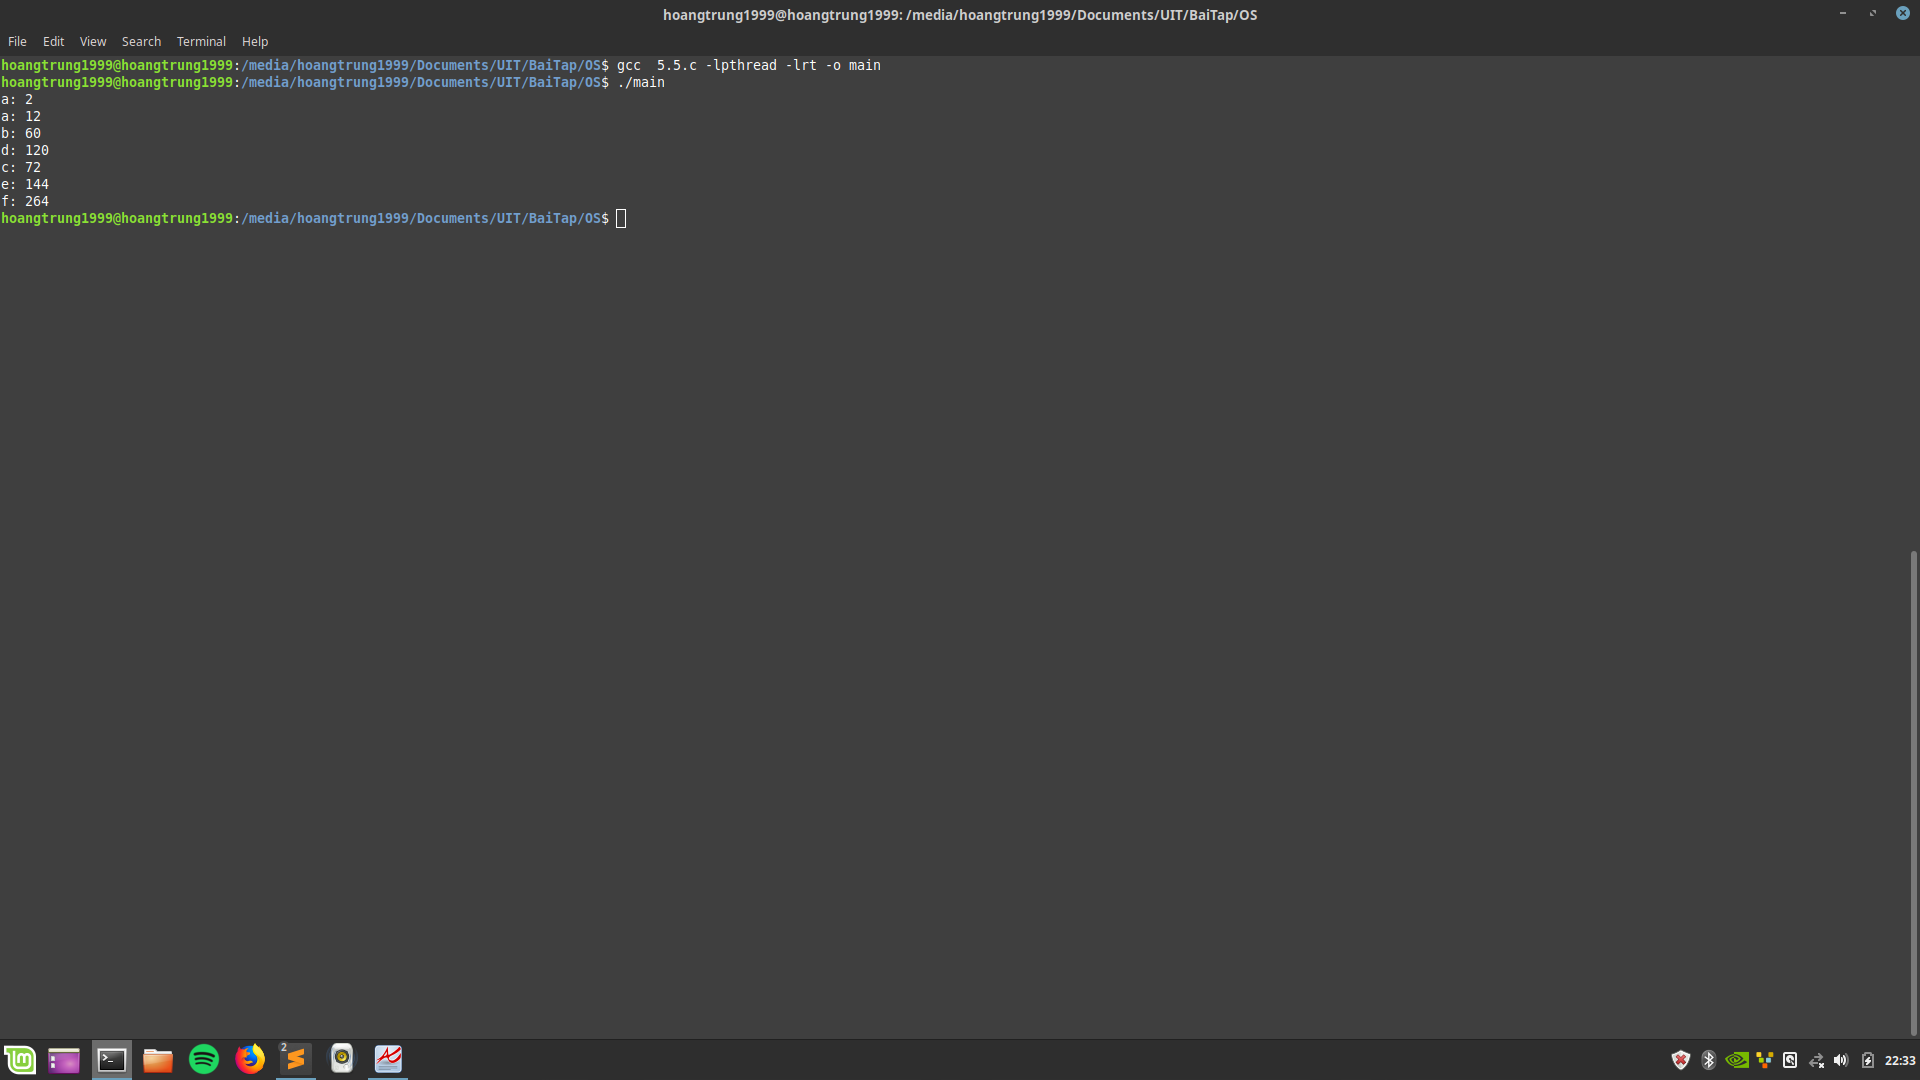 hoangtrung1999@hoangtrung1999: /media/hoangtrung1999/Documents/UIT/BaiTap/OS
File Edit View Search Terminal Help
hoangtrung1999@hoangtrung1999:/media/hoangtrung1999/Documents/UIT/BaiTap/OS$ gcc  5.5.c -lpthread -lrt -o main
hoangtrung1999@hoangtrung1999:/media/hoangtrung1999/Documents/UIT/BaiTap/OS$ ./main
a: 2
a: 12
b: 60
d: 120
c: 72
e: 144
f: 264
hoangtrung1999@hoangtrung1999:/media/hoangtrung1999/Documents/UIT/BaiTap/OS$
2
22:33